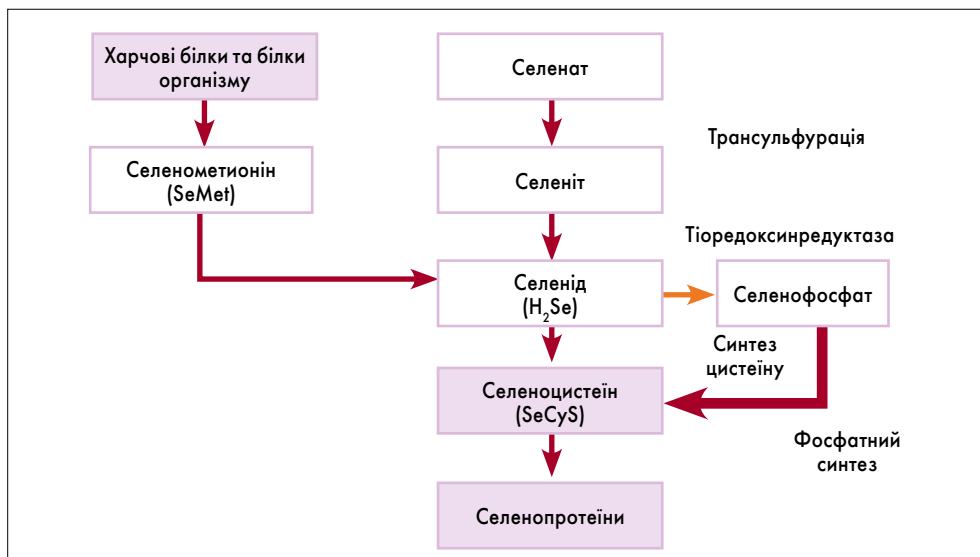 Харчові білки та білки
організму
Селенат
Трансульфурація
Селенометионін
(SeMet)
Селеніт
Тіоредоксинредуктаза
Селенід
(H₂Se)
Селенофосфат
Синтез
цистеїну
Селеноцистеїн
(SeCyS)
Фосфатний
синтез
Селенопротеїни